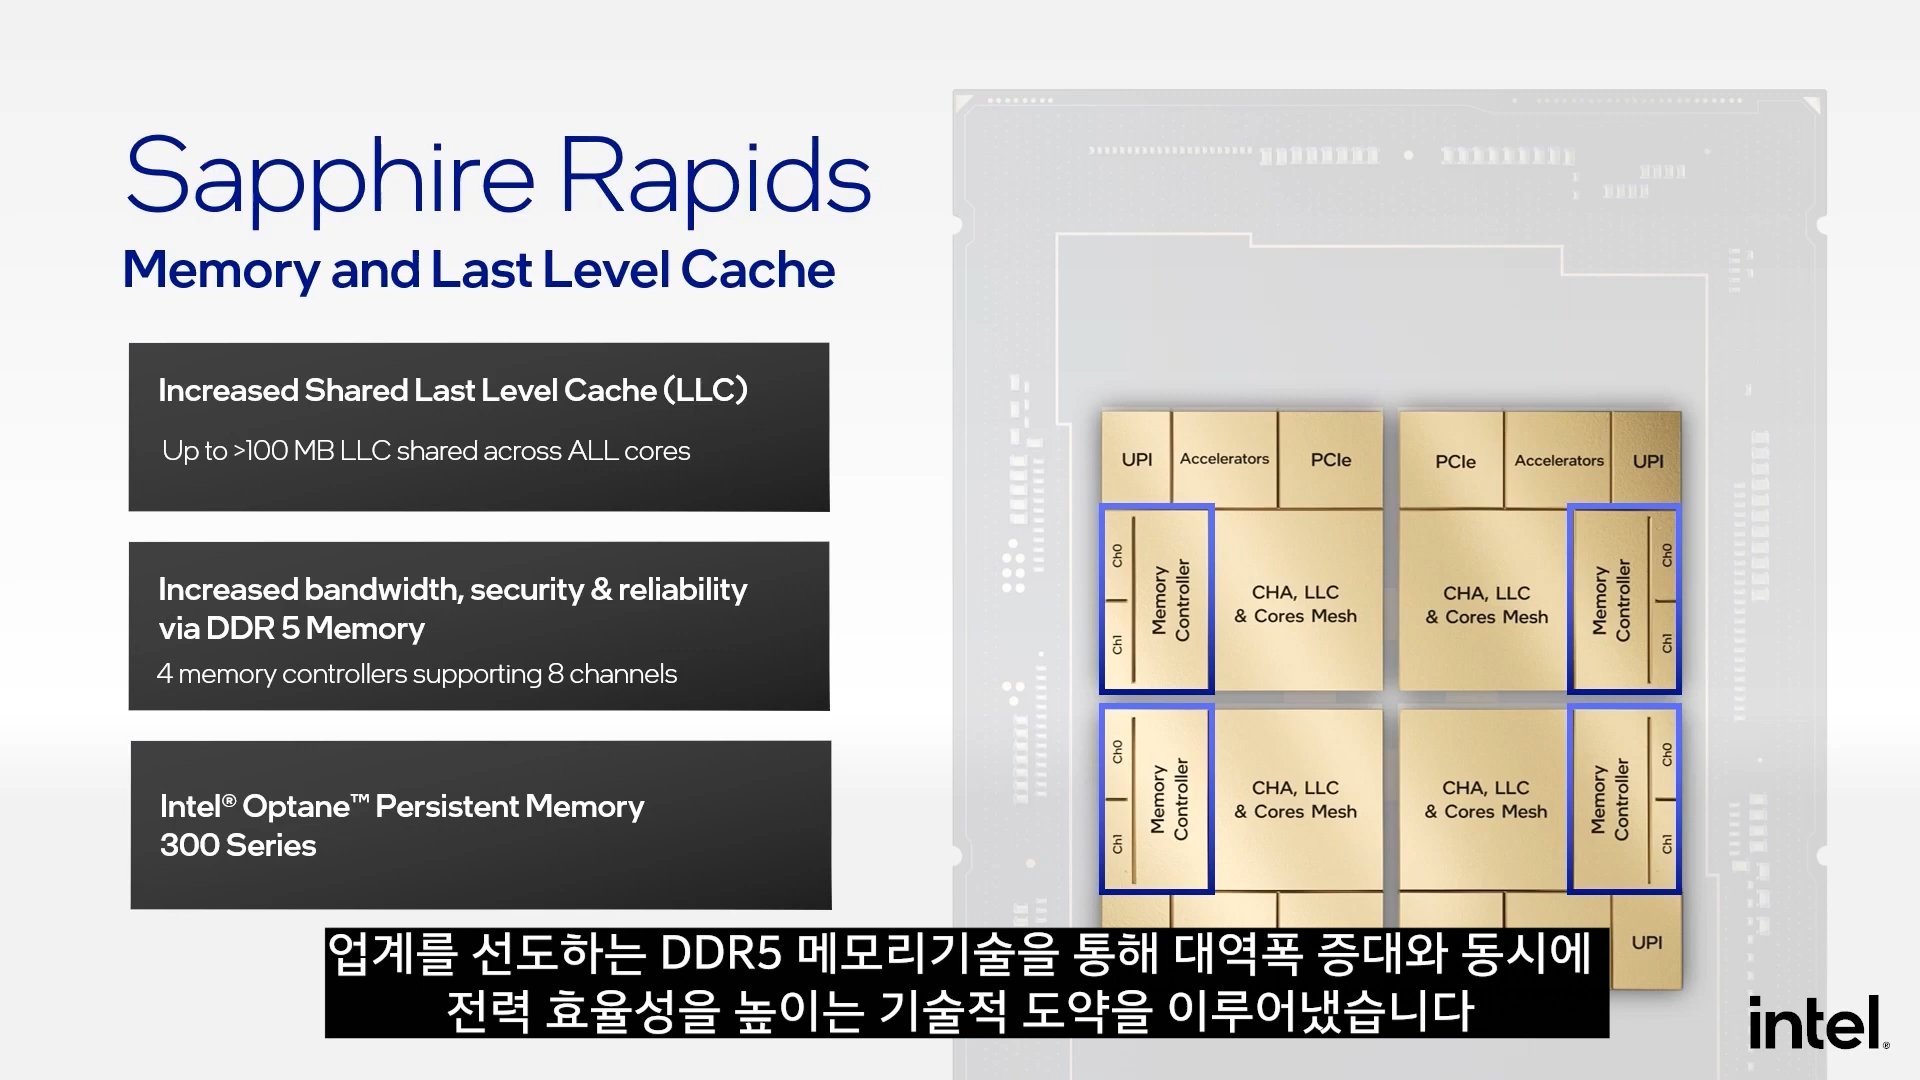 Sapphire Rapids
Memory and Last Level Cache
Increased Shared Last Level Cache (LLC)
Up to >100 MB LLC shared across ALL cores
Increased bandwidth, security & reliability
via DDR 5 Memory
4 memory controllers supporting 8 channels
Intel® Optane™ Persistent Memory
300 Series
UPI Accelerators PCIe
PCIe Accelerators UPI
Ch0
Ch1
Memory
Controller
CHA, LLC
& Cores Mesh
CHA, LLC
& Cores Mesh
Memory
Controller
Ch0
Ch1
Ch0
Ch1
Memory
Controller
CHA, LLC
& Cores Mesh
CHA, LLC
& Cores Mesh
Memory
Controller
Ch0
Ch1
UPI
업계를 선도하는 DDR5 메모리기술을 통해 대역폭 증대와 동시에
전력 효율성을 높이는 기술적 도약을 이루어냈습니다
intel®